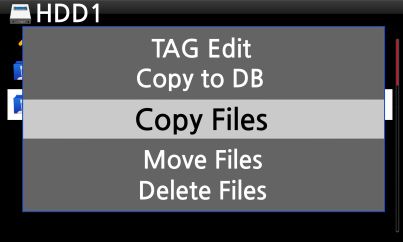 HDD1
TAG Edit
Copy to DB
Copy Files
Move Files
Delete Files